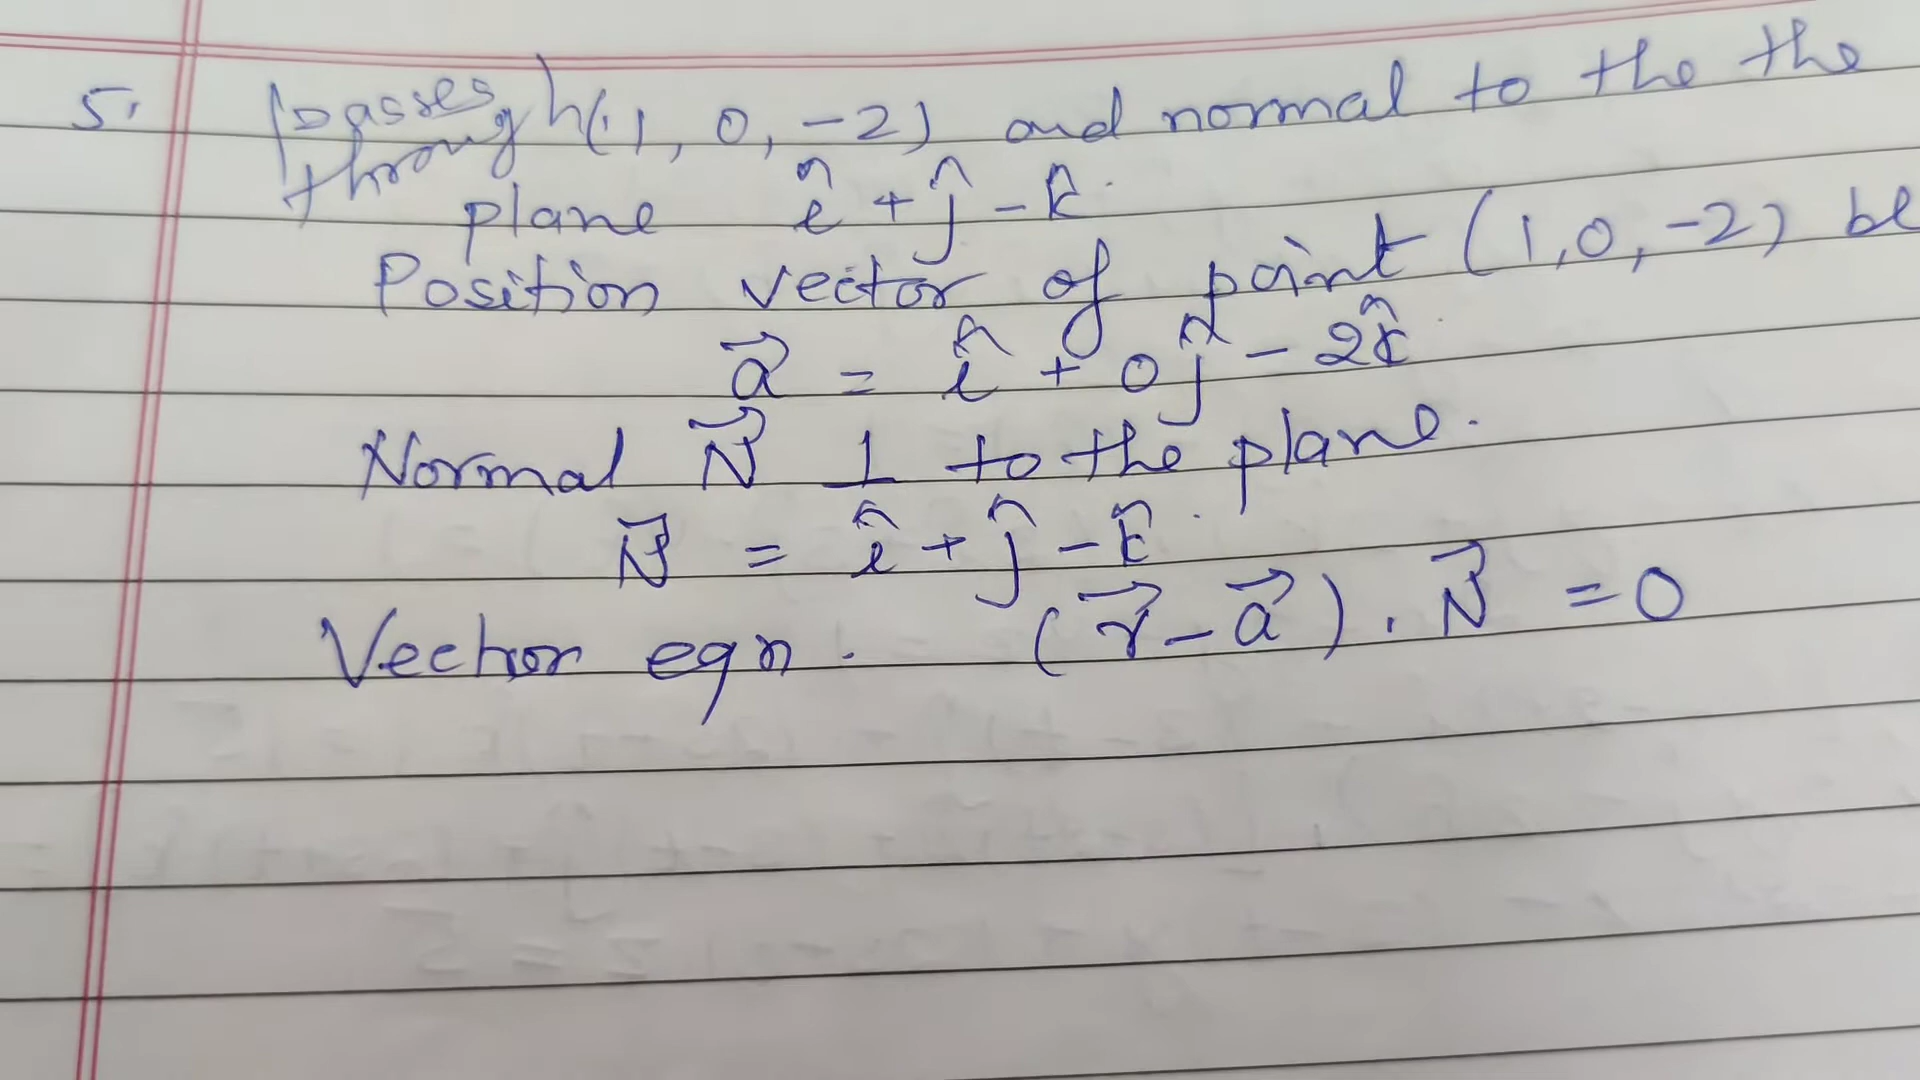 5. passes through (1, 0, -2) and normal to the the
plane î + ĵ - k̂.
Position vector of point (1, 0, -2) be
a⃗ = î + 0ĵ - 2k̂
Normal N⃗ ⊥ to the plane.
N⃗ = î + ĵ - k̂.
Vector eqn. (r⃗ - a⃗). N⃗ = 0